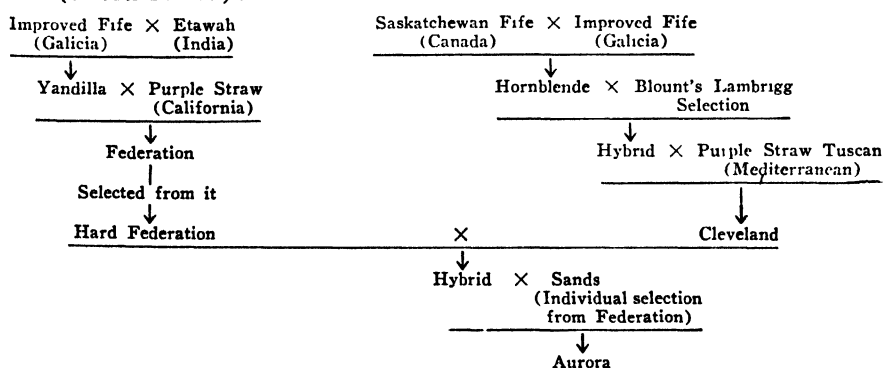 Improved Fife × Etawah
(Galicia) (India)
Saskatchewan Fife × Improved Fife
(Canada) (Galicia)
Yandilla × Purple Straw
(California)
Hornblende × Blount's Lambrigg
Selection
Federation
Hybrid × Purple Straw Tuscan
(Mediterranean)
Selected from it
Hard Federation × Cleveland
Hybrid × Sands
(Individual selection
from Federation)
Aurora